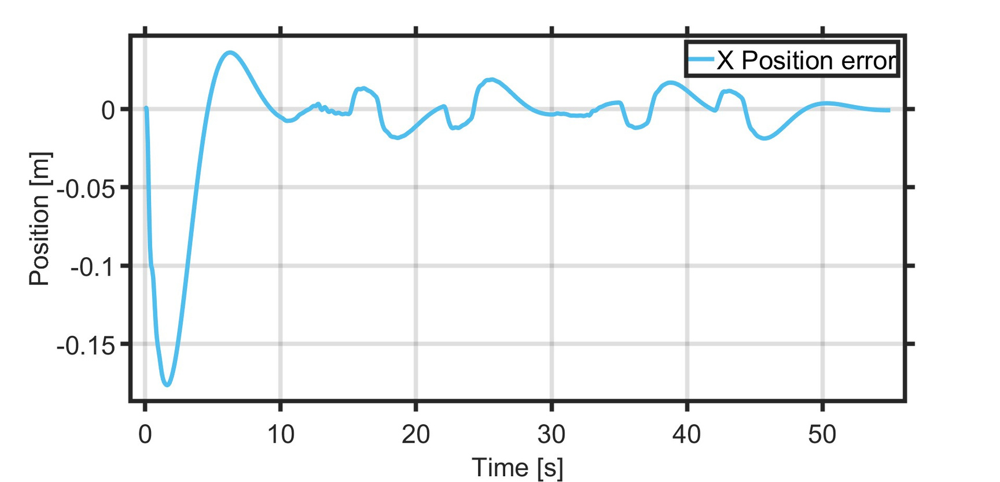 X Position error
0
-0.05
-0.1
-0.15
Position [m]
0 10 20 30 40 50
Time [s]